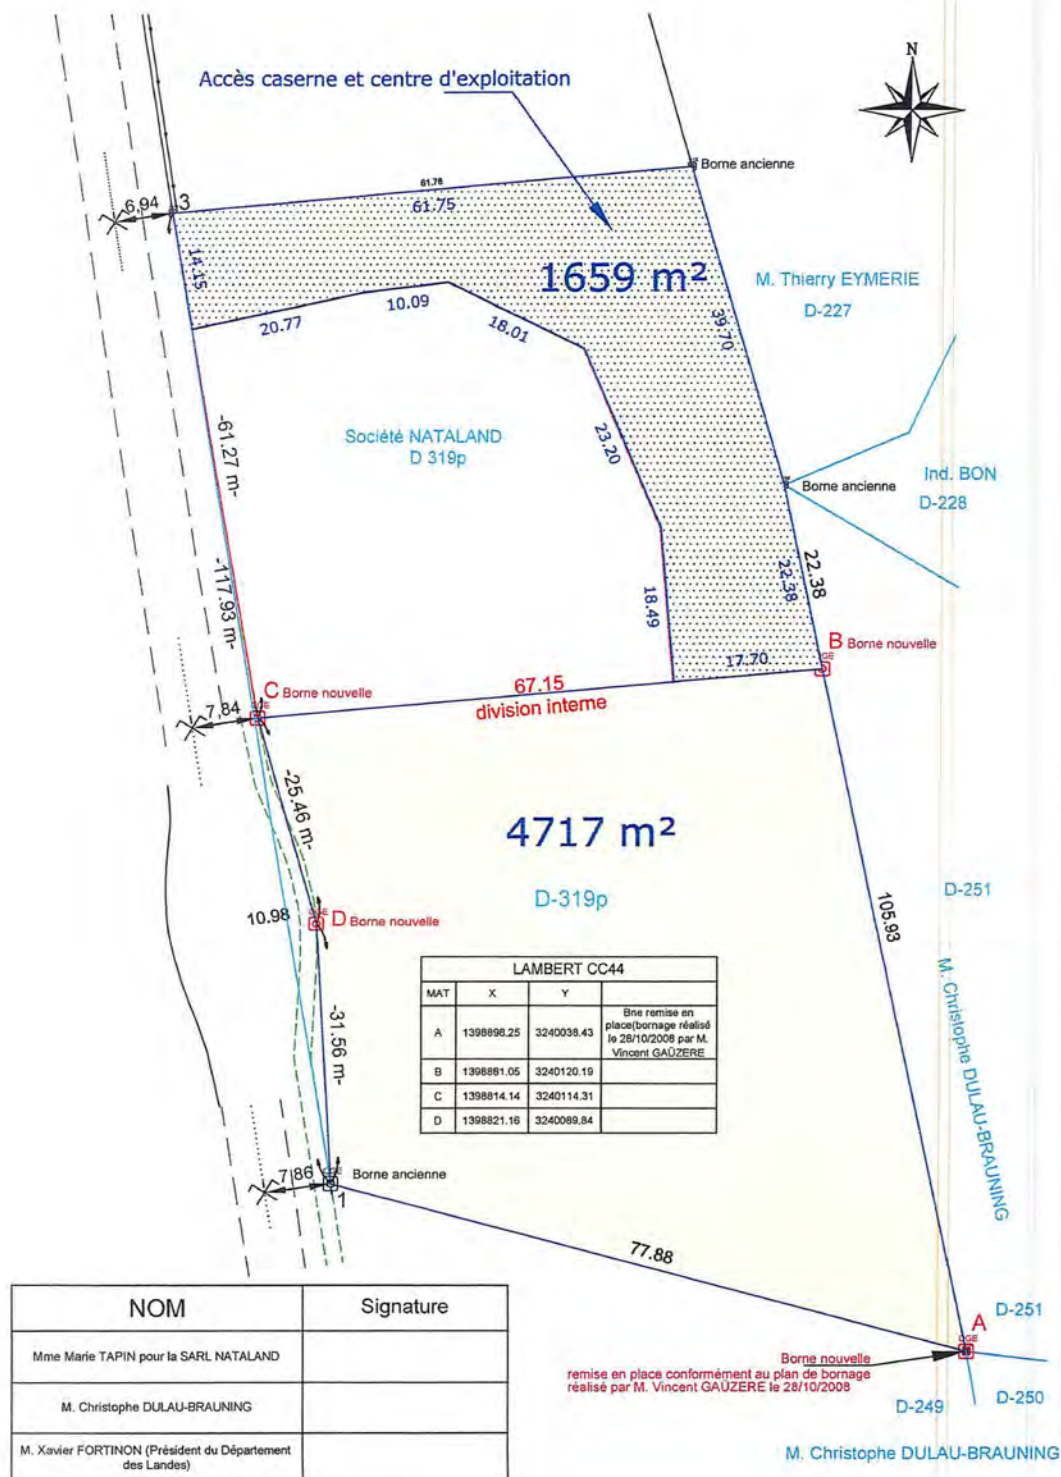 N
Accès caserne et centre d'exploitation
Borne ancienne
61.76
61.75
6,94
3
14.15
1659 m²
M. Thierry EYMERIE
D-227
20.77
10.09
18.01
39.70
-61.27 m-
Société NATALAND
D 319p
23.20
Ind. BON
D-228
Borne ancienne
-117.93 m-
22.38
22.38
18.49
B Borne nouvelle
17.70
C Borne nouvelle
67.15
division interne
7,84
-25.46 m-
4717 m²
D-319p
D-251
10.98
D Borne nouvelle
105.93
LAMBERT CC44
MAT X Y
A 1398898.25 3240038.43 Bne remise en
place(bornage réalisé
le 28/10/2008 par M.
Vincent GAÜZERE
B 1398881.05 3240120.19
C 1398814.14 3240114.31
D 1398821.16 3240089.84
-31.56 m-
M. Christophe DULAU-BRAUNING
7,86
Borne ancienne
1
77.88
NOM Signature
Mme Marie TAPIN pour la SARL NATALAND
M. Christophe DULAU-BRAUNING
M. Xavier FORTINON (Président du Département
des Landes)
D-251
A
Borne nouvelle
remise en place conformément au plan de bornage
réalisé par M. Vincent GAÜZERE le 28/10/2008
D-249
D-250
M. Christophe DULAU-BRAUNING